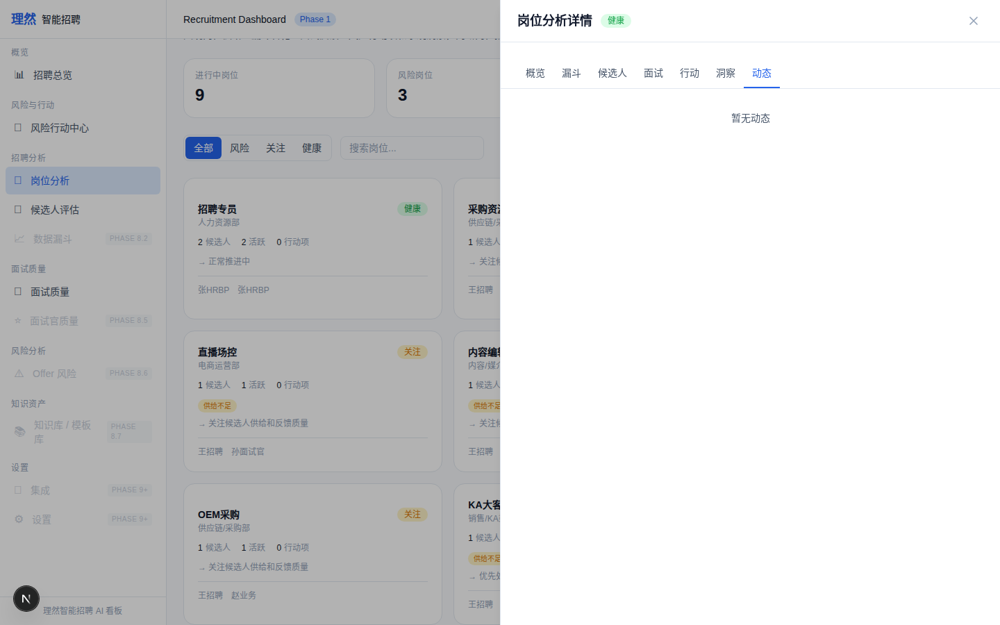 理然 智能招聘
概览
招聘总览
风险与行动
风险行动中心
招聘分析
岗位分析
候选人评估
数据漏斗 PHASE 8.2
面试质量
面试质量
面试官质量 PHASE 8.5
风险分析
Offer 风险 PHASE 8.6
知识资产
知识库 / 模板库 PHASE 8.7
设置
集成 PHASE 9+
设置 PHASE 9+
理然智能招聘 AI 看板
Recruitment Dashboard Phase 1
进行中岗位
9
风险岗位
3
全部 风险 关注 健康 搜索岗位...
招聘专员 健康
人力资源部
2 候选人 2 活跃 0 行动项
→ 正常推进中
张HRBP 张HRBP
采购资
供应链/
1 候选人
→ 关注
王招聘
直播场控 关注
电商运营部
1 候选人 1 活跃 0 行动项
供给不足
→ 关注候选人供给和反馈质量
王招聘 孙面试官
内容编
内容/媒
1 候选人
供给不足
→ 关注
王招聘
OEM采购 关注
供应链/采购部
1 候选人 1 活跃 0 行动项
→ 关注候选人供给和反馈质量
王招聘 赵业务
KA大客
销售/KA
1 候选人
供给不足
→ 优先
王招聘
岗位分析详情 健康
概览 漏斗 候选人 面试 行动 洞察 动态
暂无动态